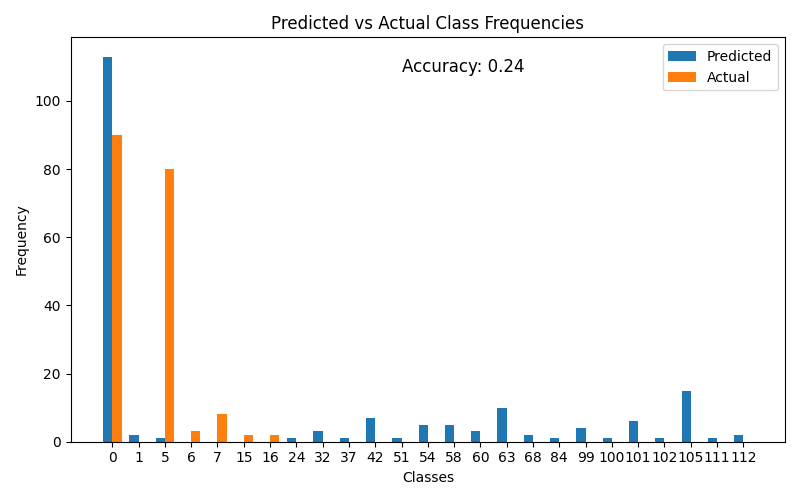 Predicted vs Actual Class Frequencies
Accuracy: 0.24
Predicted
Actual
Frequency
100
80
60
40
20
0
0 1 5 6 7 15 16 24 32 37 42 51 54 58 60 63 68 84 99 100 101 102 105 111 112
Classes